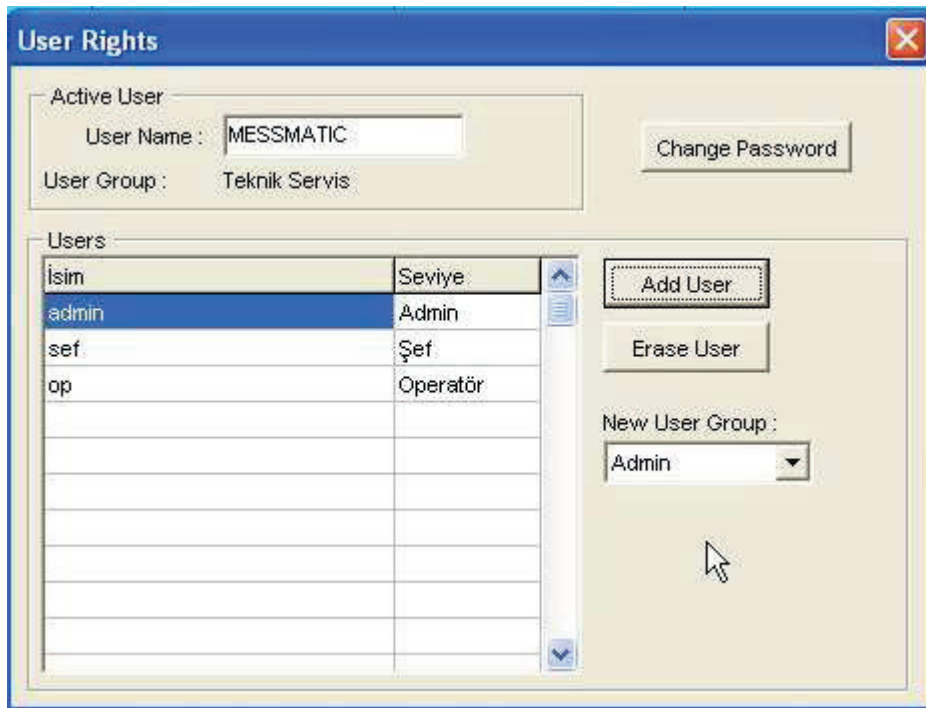 User Rights
Active User
User Name : MESSMATIC
Change Password
User Group : Teknik Servis
Users
İsim Seviye
Add User
admin Admin
sef Şef
Erase User
op Operatör
New User Group :
Admin